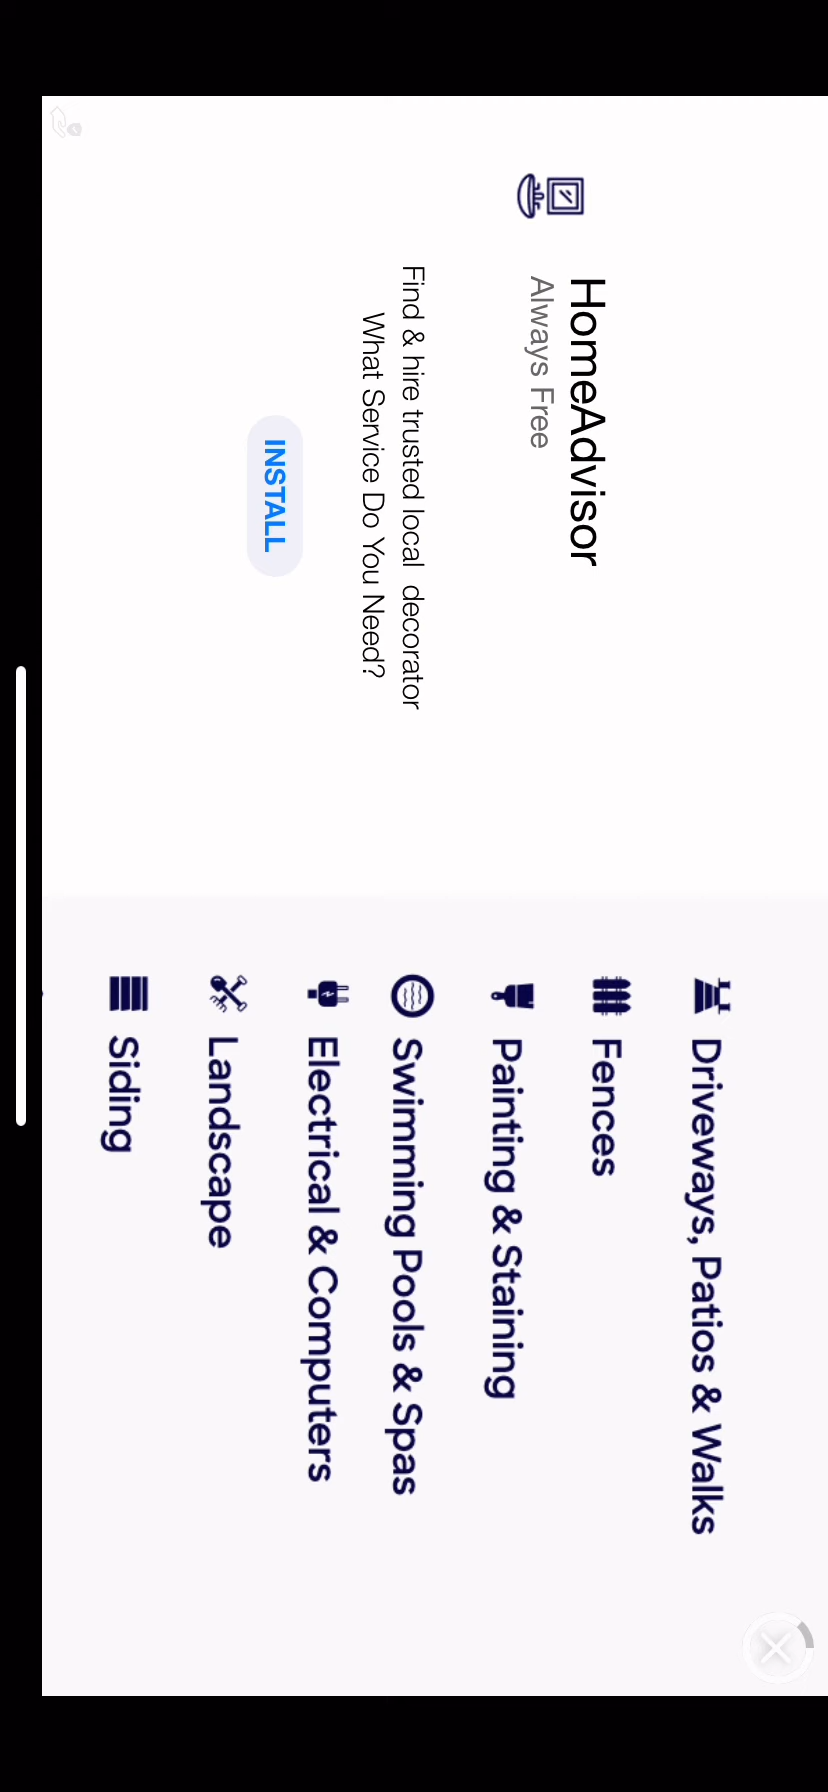 HomeAdvisor
Always Free
Find & hire trusted local decorator
What Service Do You Need?
INSTALL
Driveways, Patios & Walks
Fences
Painting & Staining
Swimming Pools & Spas
Electrical & Computers
Landscape
Siding